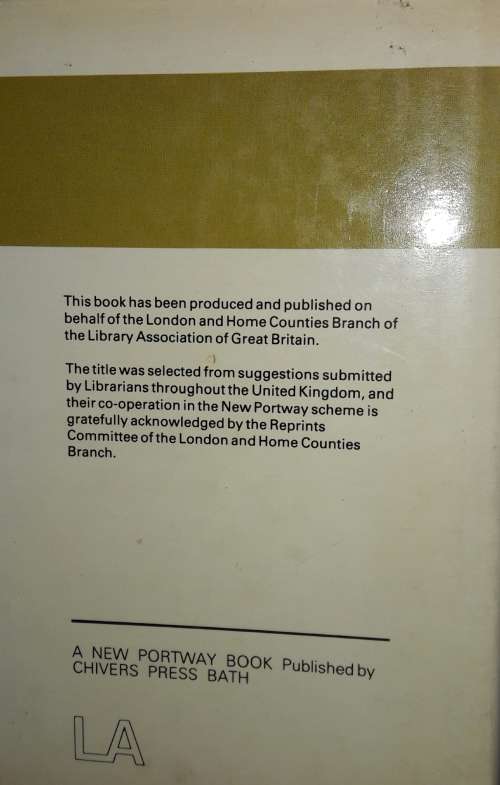 This book has been produced and published on
behalf of the London and Home Counties Branch of
the Library Association of Great Britain.
The title was selected from suggestions submitted
by Librarians throughout the United Kingdom, and
their co-operation in the New Portway scheme is
gratefully acknowledged by the Reprints
Committee of the London and Home Counties
Branch.
A NEW PORTWAY BOOK Published by
CHIVERS PRESS BATH
LA